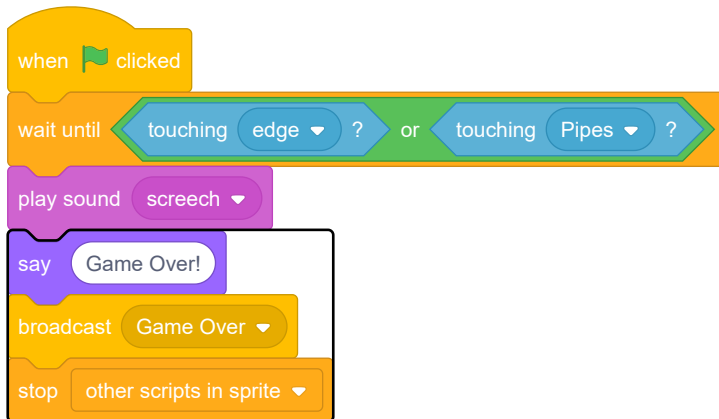 when clicked
wait until touching edge ? or touching Pipes ?
play sound screech
say Game Over!
broadcast Game Over
stop other scripts in sprite